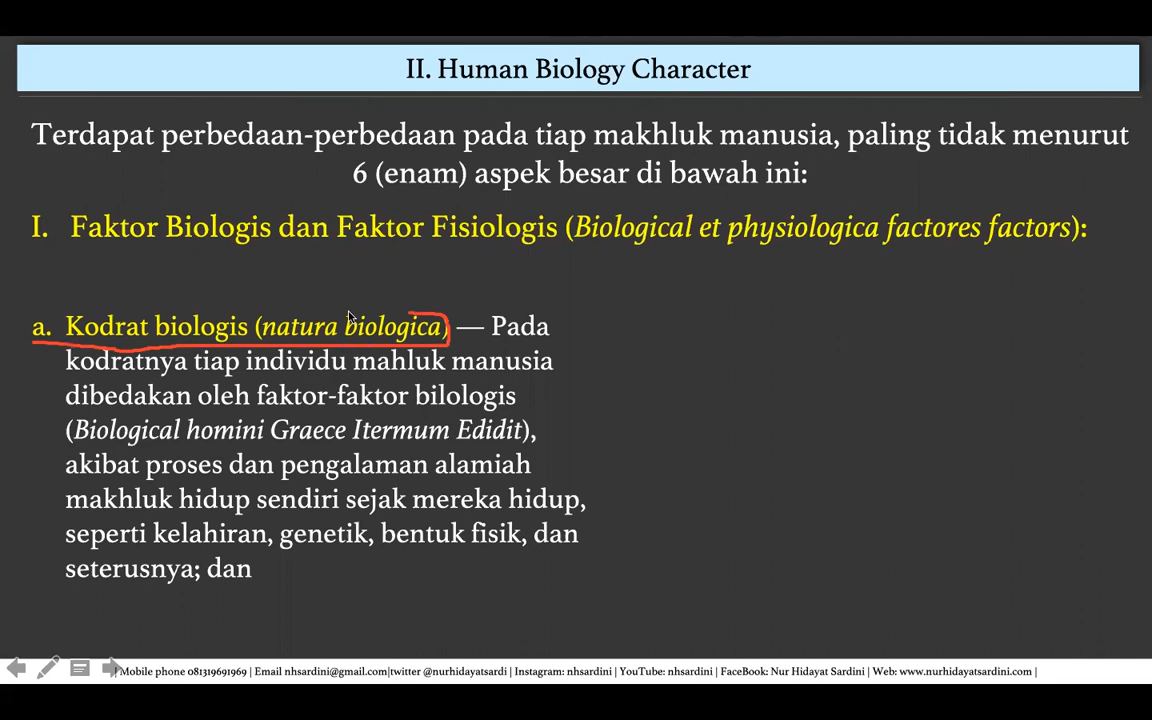 II. Human Biology Character
Terdapat perbedaan-perbedaan pada tiap makhluk manusia, paling tidak menurut
6 (enam) aspek besar di bawah ini:
I. Faktor Biologis dan Faktor Fisiologis (Biological et physiologica factores factors):
a. Kodrat biologis (natura biologica) — Pada
kodratnya tiap individu mahluk manusia
dibedakan oleh faktor-faktor bilologis
(Biological homini Graece Itermum Edidit),
akibat proses dan pengalaman alamiah
makhluk hidup sendiri sejak mereka hidup,
seperti kelahiran, genetik, bentuk fisik, dan
seterusnya; dan
| Mobile phone 081319691969 | Email nhsardini@gmail.com|twitter @nurhidayatsardi | Instagram: nhsardini | YouTube: nhsardini | FaceBook: Nur Hidayat Sardini | Web: www.nurhidayatsardini.com |